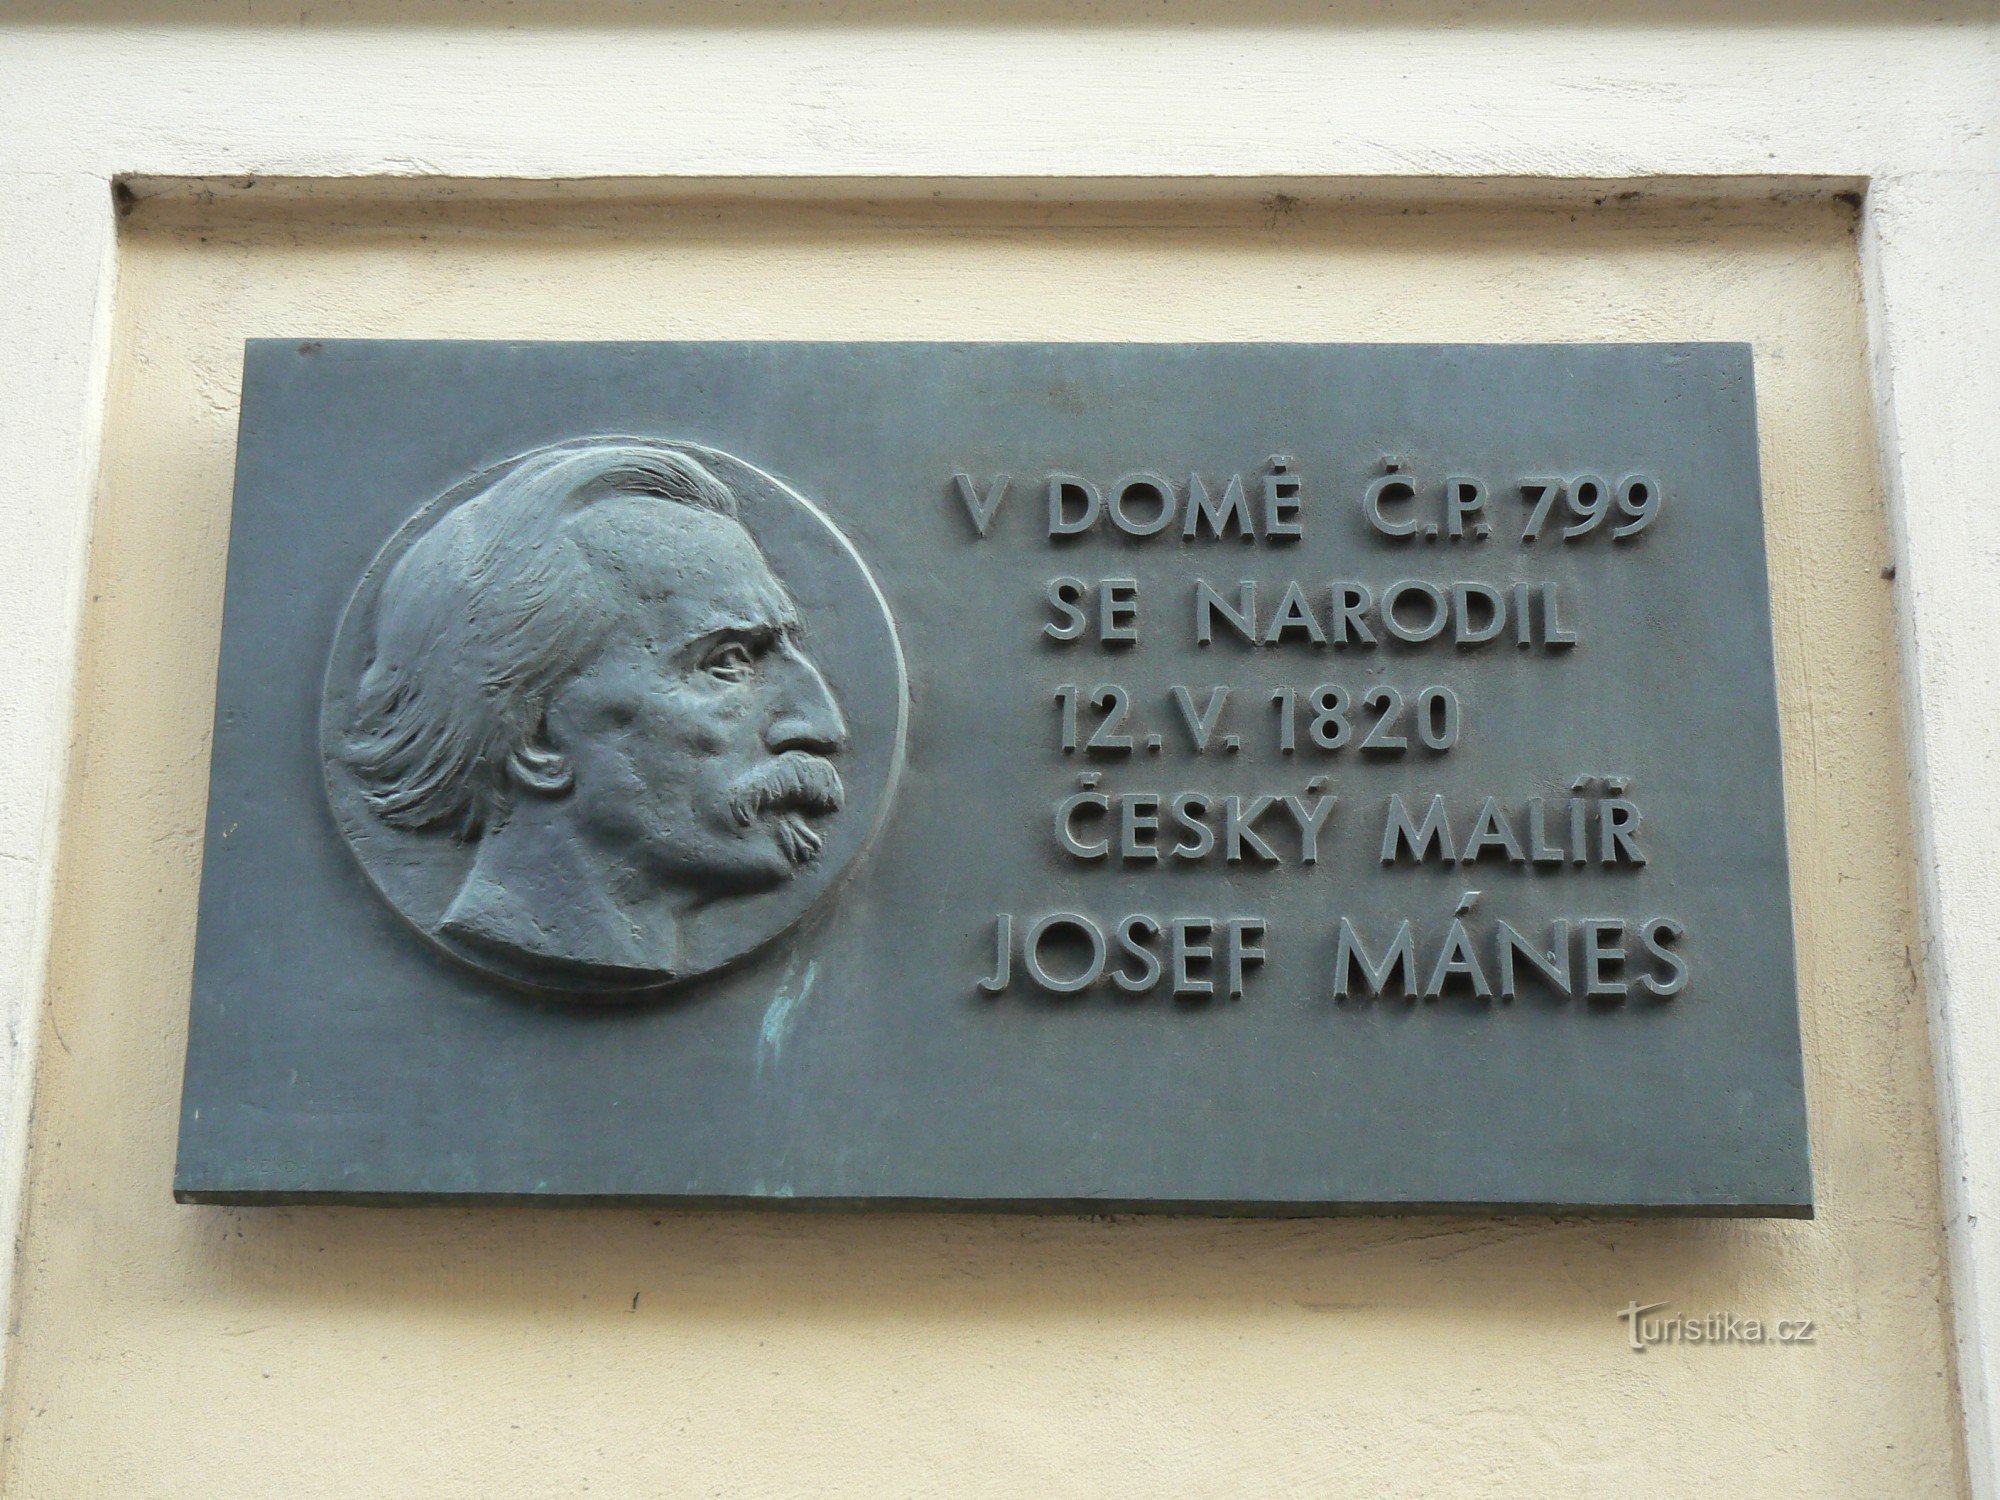 V DOMĚ Č.P. 799
SE NARODIL
12. V. 1820
ČESKÝ MALÍŘ
JOSEF MÁNES
Turistika.cz